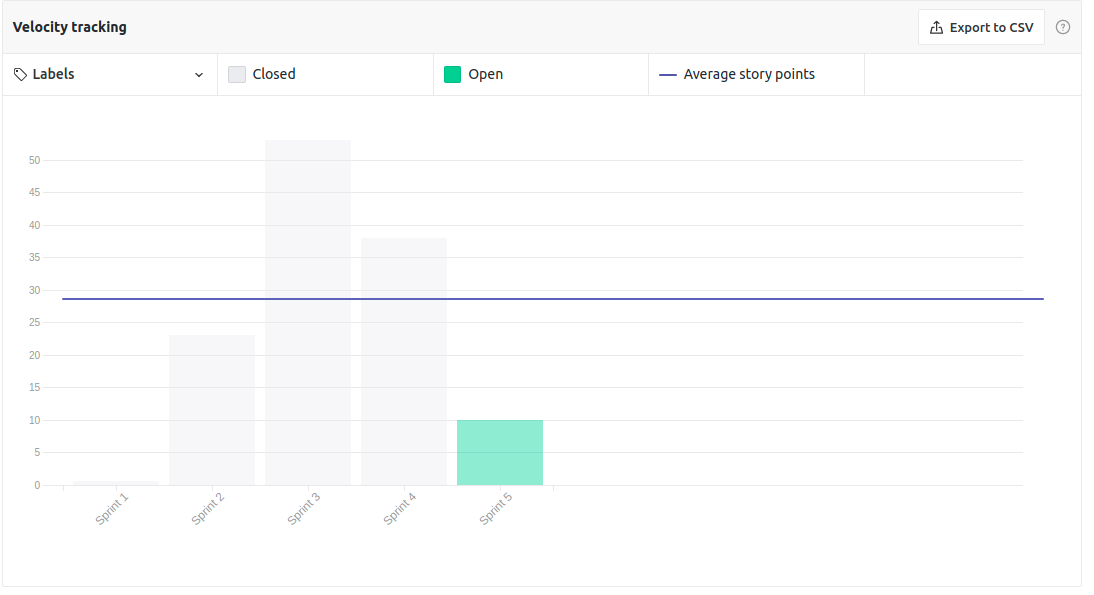 Velocity tracking
Export to CSV
?
Labels
Closed
Open
Average story points
50
45
40
35
30
25
20
15
10
5
0
Sprint 1
Sprint 2
Sprint 3
Sprint 4
Sprint 5